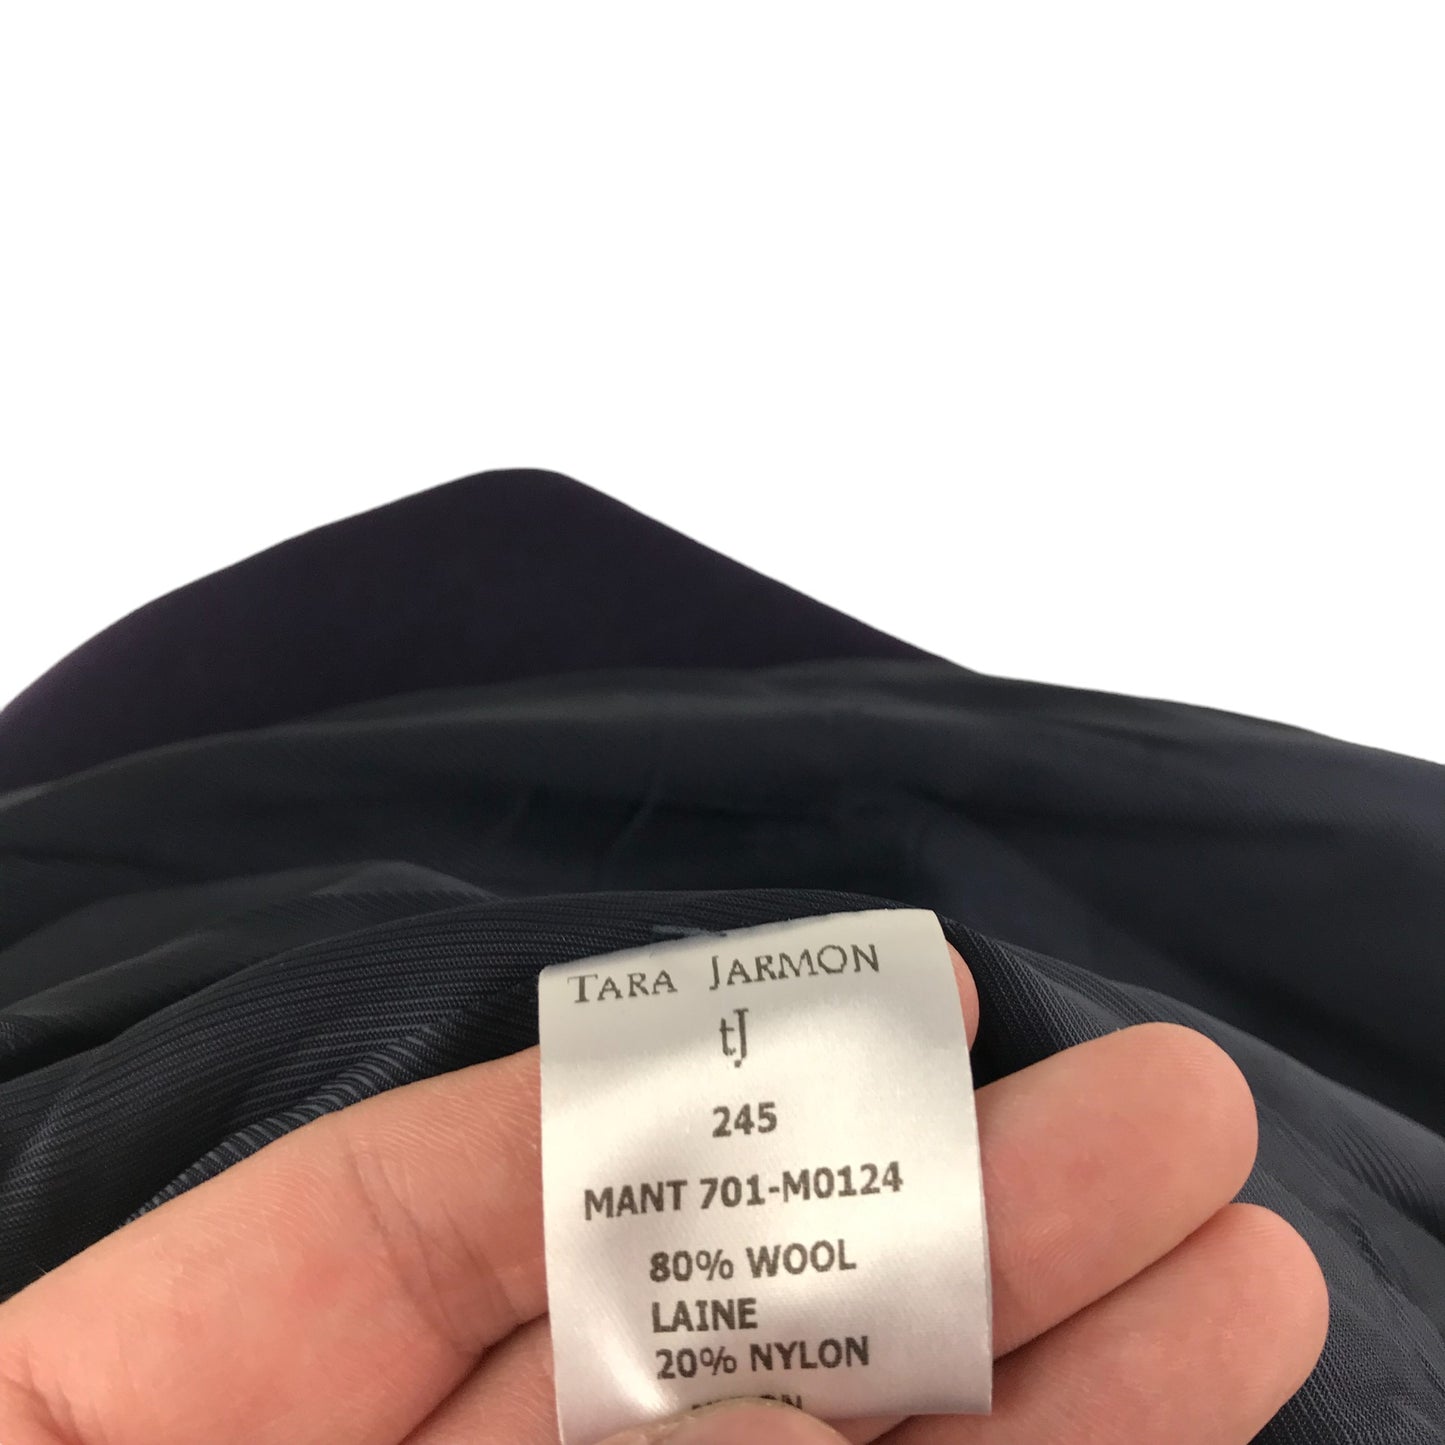 TARA JARMON
tJ
245
MANT 701-M0124
80% WOOL
LAINE
20% NYLON